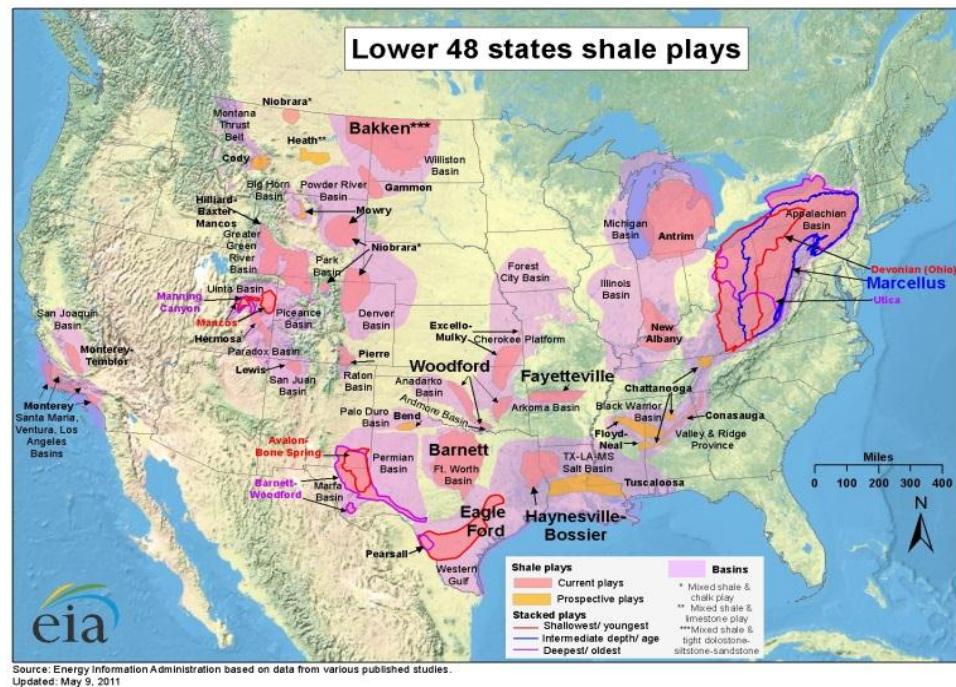 Lower 48 states shale plays
Niobrara*
Montana
Thrust
Belt
Bakken***
Heath**
Cody
Williston
Basin
Big Horn
Basin
Powder River
Basin
Gammon
Hilliard-
Baxter-
Mancos
Mowry
Greater
Green
River
Basin
Niobrara*
Park
Basin
Michigan
Basin
Antrim
Appalachian
Basin
Devonian (Ohio)
Marcellus
Utica
Uinta Basin
Manning
Canyon
Mancos
Piceance
Basin
Denver
Basin
Forest
City Basin
Illinois
Basin
San Joaquin
Basin
Hermosa
Monterey-
Temblor
Paradox Basin
Excello-
Mulky
Cherokee Platform
New
Albany
Lewis
Pierre
San Juan
Basin
Raton
Basin
Woodford
Anadarko
Basin
Fayetteville
Chattanooga
Monterey
Santa Maria,
Ventura, Los
Angeles
Basins
Palo Duro
Basin
Bend
Ardmore Basin
Arkoma Basin
Black Warrior
Basin
Conasauga
Floyd-
Neal
Valley & Ridge
Province
Avalon-
Bone Spring
Permian
Basin
Barnett
Ft. Worth
Basin
TX-LA-MS
Salt Basin
Tuscaloosa
Barnett-
Woodford
Marfa
Basin
Eagle
Ford
Haynesville-
Bossier
Pearsall
Western
Gulf
Miles
0 100 200 300 400
N
Shale plays
Current plays
Prospective plays
Stacked plays
Shallowest/ youngest
Intermediate depth/ age
Deepest/ oldest
Basins
* Mixed shale &
chalk play
** Mixed shale &
limestone play
***Mixed shale &
tight dolostone-
siltstone-sandstone
eia
Source: Energy Information Administration based on data from various published studies.
Updated: May 9, 2011